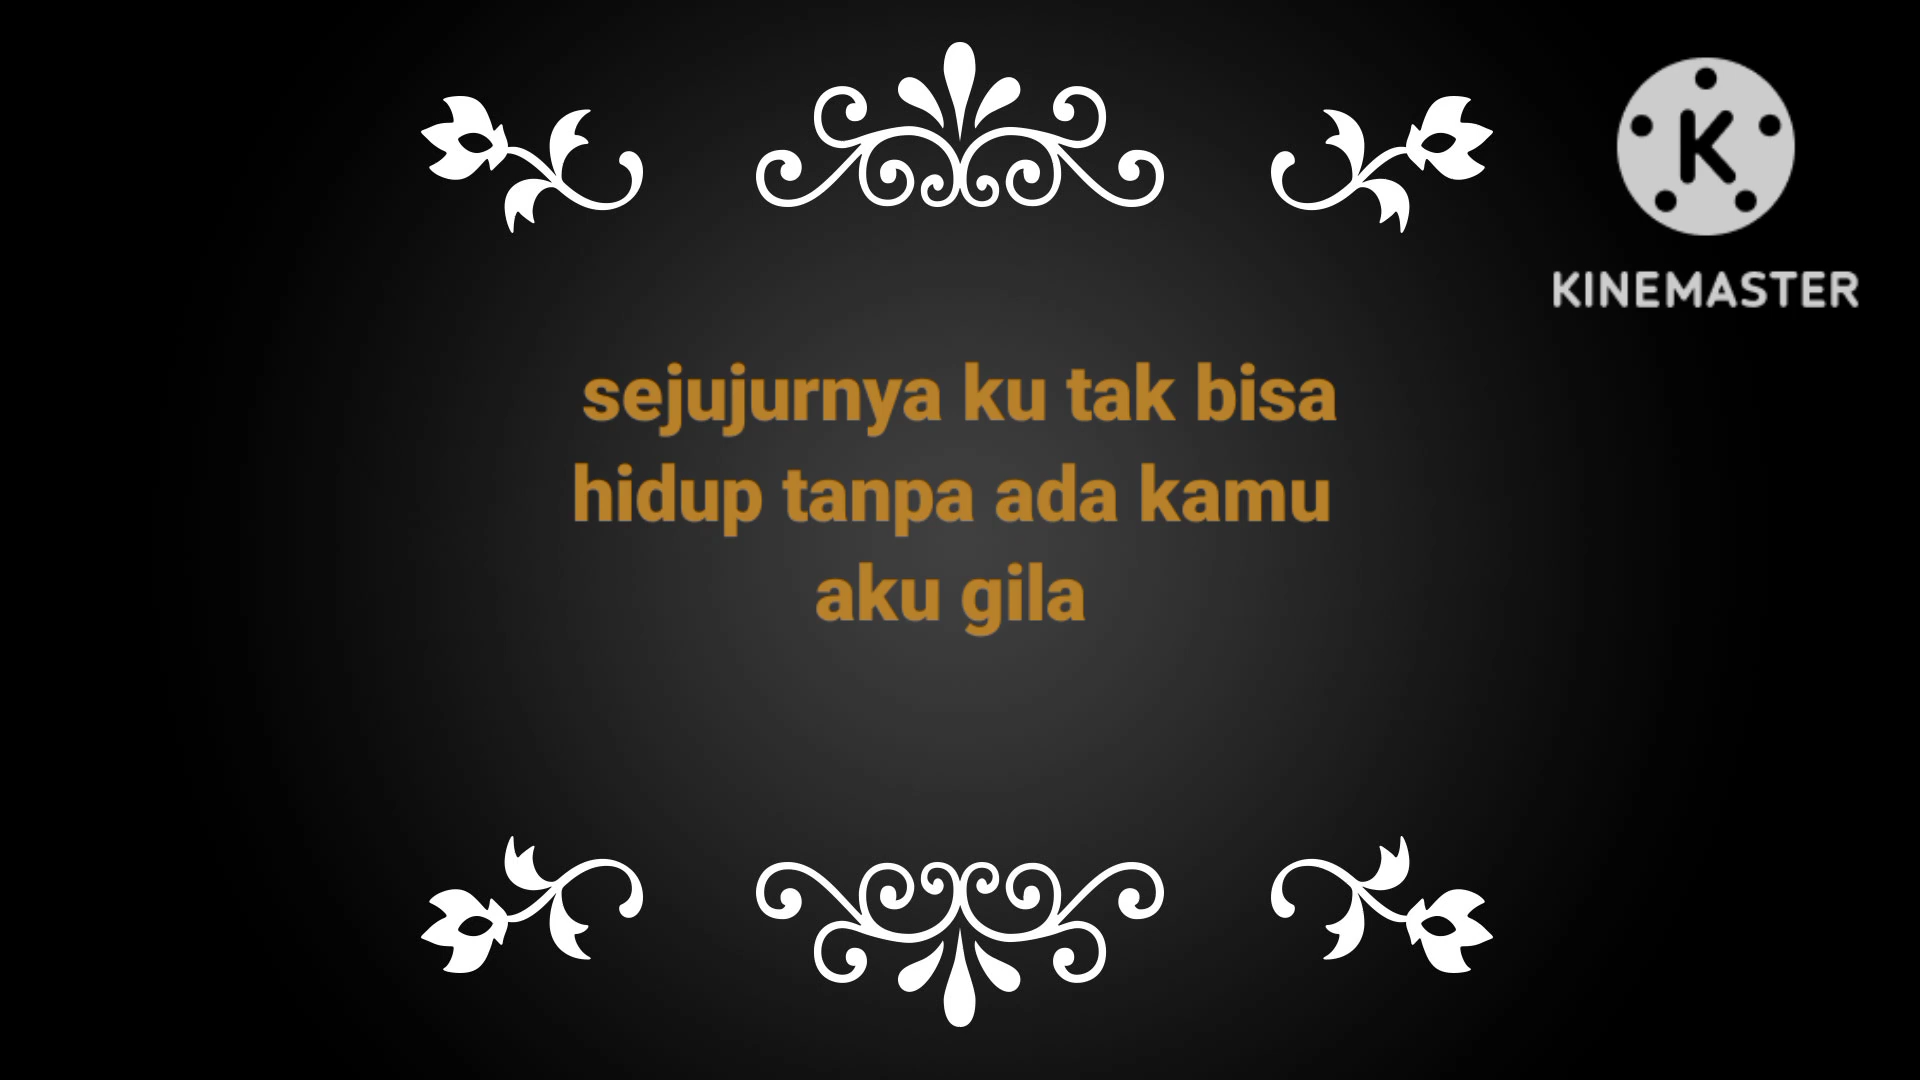 K
KINEMASTER
sejujurnya ku tak bisa
hidup tanpa ada kamu
aku gila